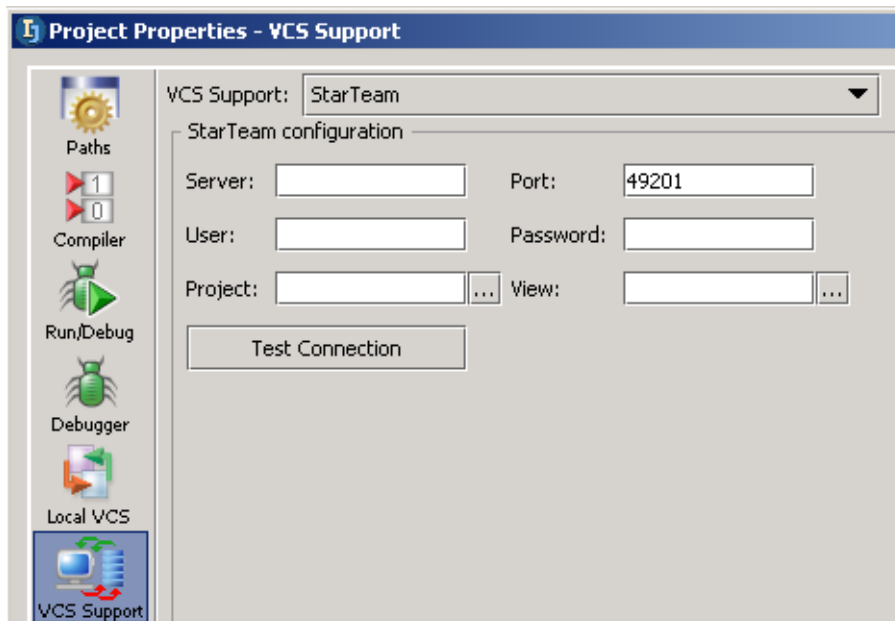 IJ Project Properties - VCS Support
VCS Support: StarTeam
StarTeam configuration
Server: Port: 49201
User: Password:
Project: ... View: ...
Test Connection
Paths
1
0
Compiler
Run/Debug
Debugger
Local VCS
VCS Support